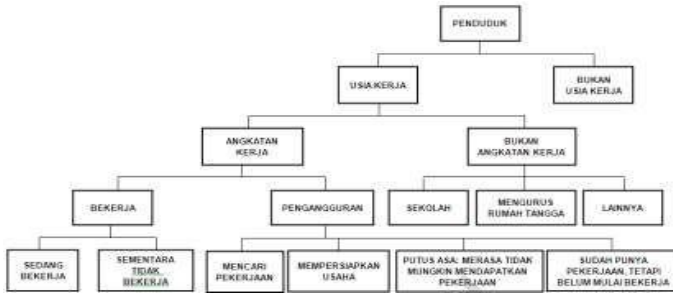 PENDUDUK
USIA KERJA
BUKAN
USIA KERJA
ANGKATAN
KERJA
BUKAN
ANGKATAN KERJA
BEKERJA
PENGANGGURAN
SEKOLAH
MENGURUS
RUMAH TANGGA
LAINNYA
SEDANG
BEKERJA
SEMENTARA
TIDAK
BEKERJA
MENCARI
PEKERJAAN
MEMPERSIAPKAN
USAHA
PUTUS ASA: MERASA TIDAK
MUNGKIN MENDAPATKAN
PEKERJAAN
SUDAH PUNYA
PEKERJAAN, TETAPI
BELUM MULAI BEKERJA